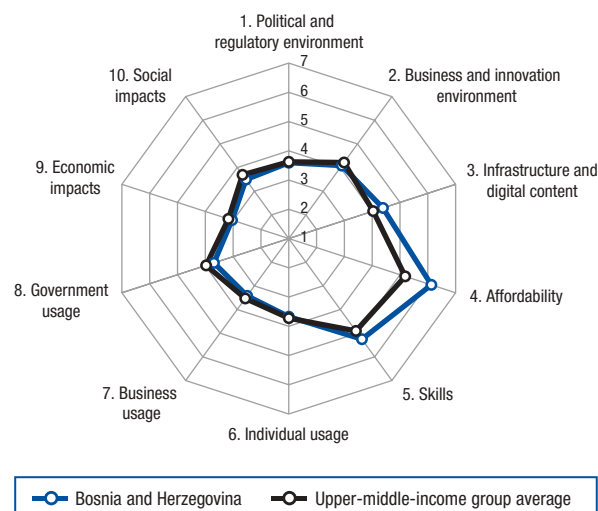 1. Political and
regulatory environment
7
10. Social
impacts
6
2. Business and innovation
environment
5
4
9. Economic
impacts
3
3. Infrastructure and
digital content
2
1
8. Government
usage
4. Affordability
7. Business
usage
5. Skills
6. Individual usage
Bosnia and Herzegovina
Upper-middle-income group average